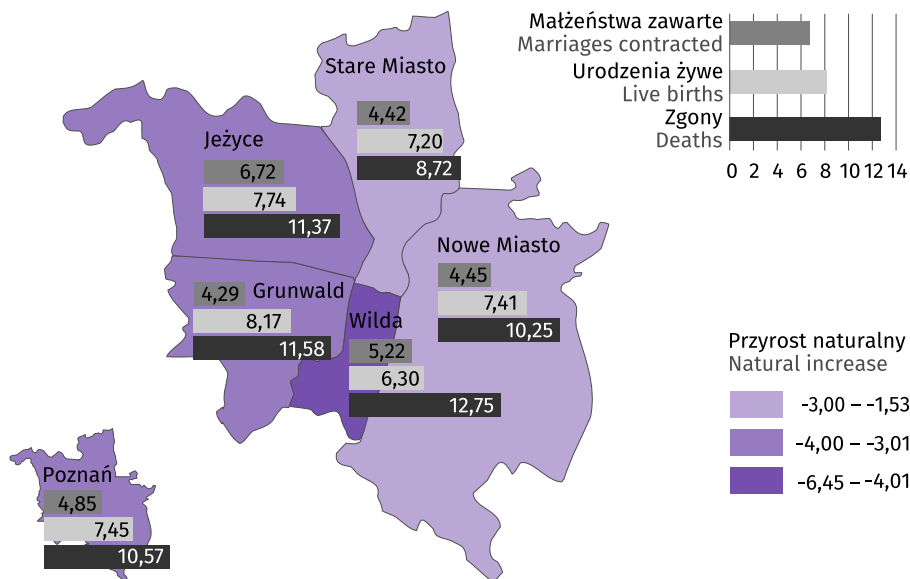 Małżeństwa zawarte
Marriages contracted
Urodzenia żywe
Live births
Zgony
Deaths
0 2 4 6 8 10 12 14
Stare Miasto
4,42
7,20
8,72
Jeżyce
6,72
7,74
11,37
Nowe Miasto
4,45
7,41
10,25
Grunwald
4,29
8,17
11,58
Wilda
5,22
6,30
12,75
Przyrost naturalny
Natural increase
-3,00 – -1,53
-4,00 – -3,01
-6,45 – -4,01
Poznań
4,85
7,45
10,57